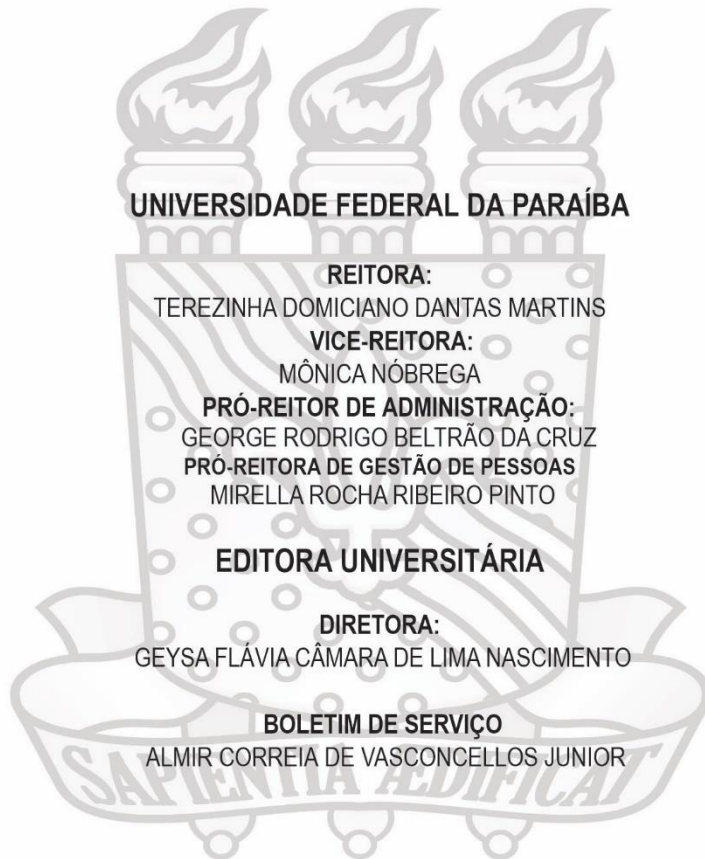 UNIVERSIDADE FEDERAL DA PARAÍBA
REITORA:
TEREZINHA DOMICIANO DANTAS MARTINS
VICE-REITORA:
MÔNICA NÓBREGA
PRÓ-REITOR DE ADMINISTRAÇÃO:
GEORGE RODRIGO BELTRÃO DA CRUZ
PRÓ-REITORA DE GESTÃO DE PESSOAS
MIRELLA ROCHA RIBEIRO PINTO
EDITORA UNIVERSITÁRIA
DIRETORA:
GEYSA FLÁVIA CÂMARA DE LIMA NASCIMENTO
BOLETIM DE SERVIÇO
ALMIR CORREIA DE VASCONCELLOS JUNIOR
SAPIENTIA ÆDIFICAT